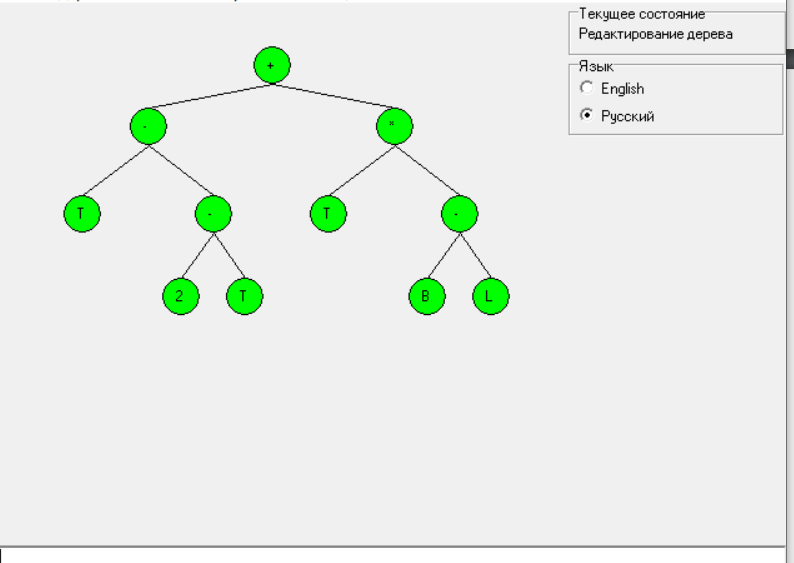 Текущее состояние
Редактирование дерева
Язык
English
Русский
+
- *
T - T -
2 T B L